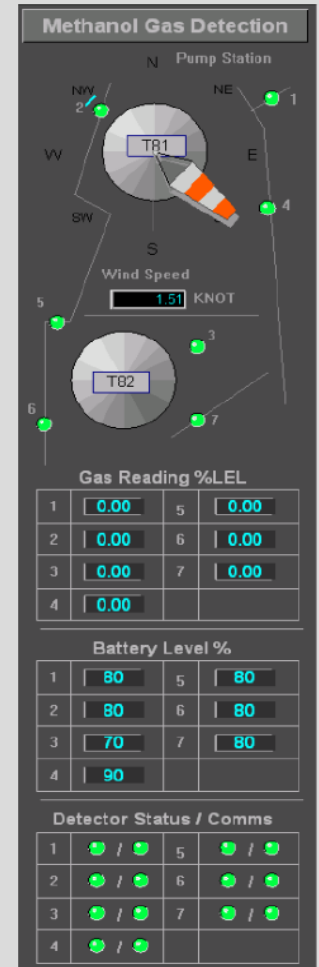 Methanol Gas Detection
N Pump Station
NW NE 1
2
T81
W E
4
SW
S
Wind Speed
1.51 KNOT
5
3
T82
6
7
Gas Reading %LEL
1 0.00 5 0.00
2 0.00 6 0.00
3 0.00 7 0.00
4 0.00
Battery Level %
1 80 5 80
2 80 6 80
3 70 7 80
4 90
Detector Status / Comms
1 / 5 /
2 / 6 /
3 / 7 /
4 /